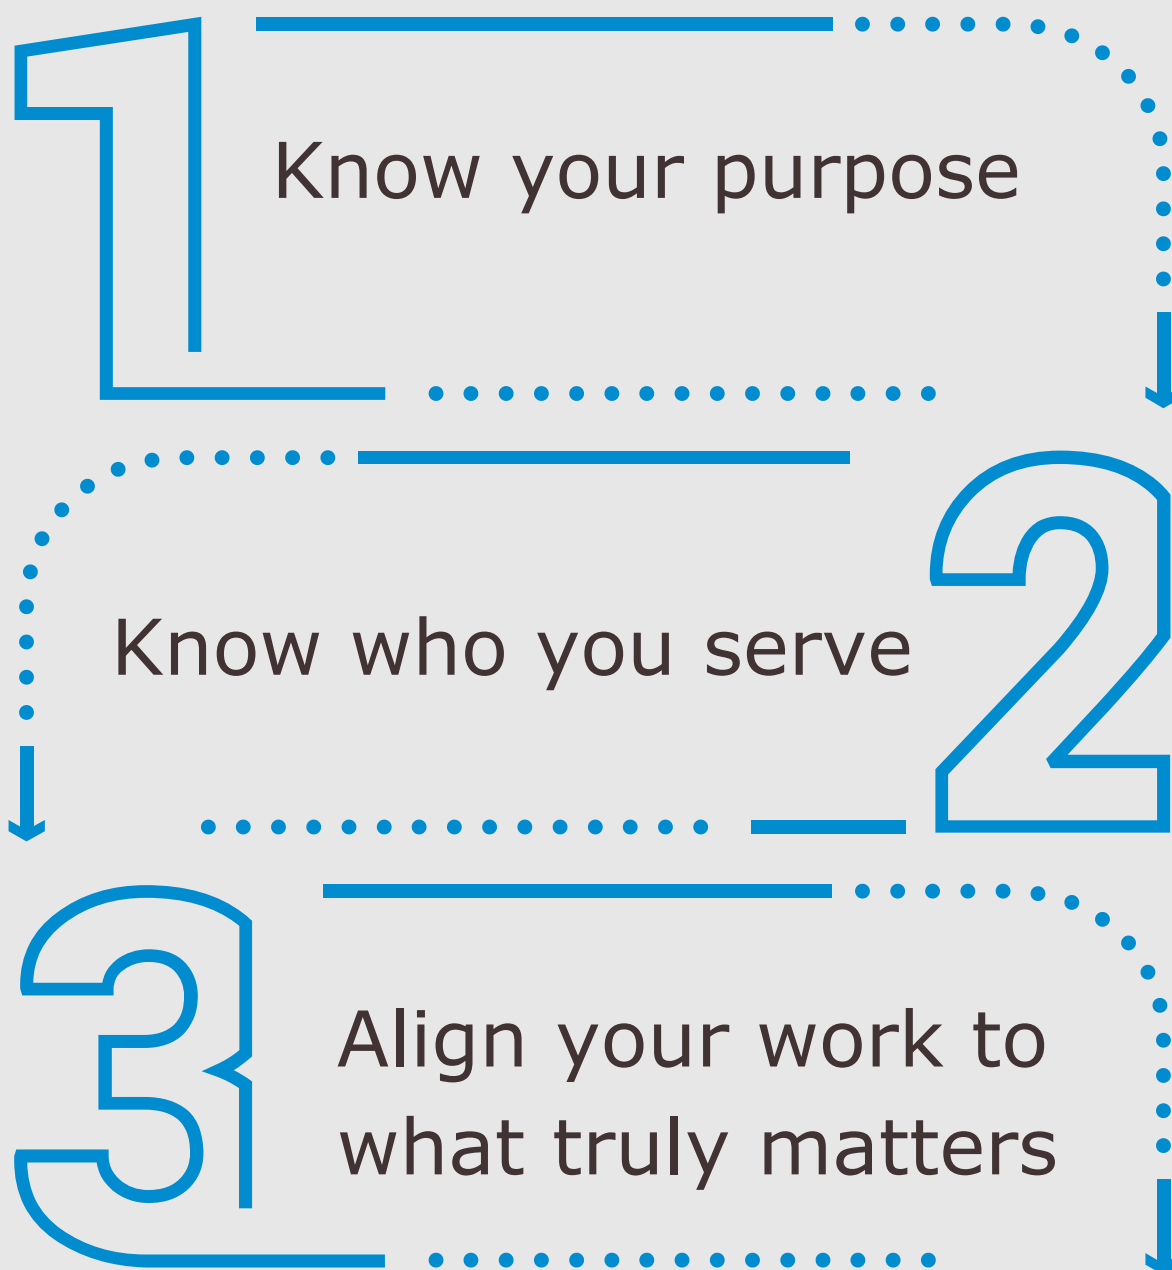 1
Know your purpose
Know who you serve
2
3
Align your work to
what truly matters